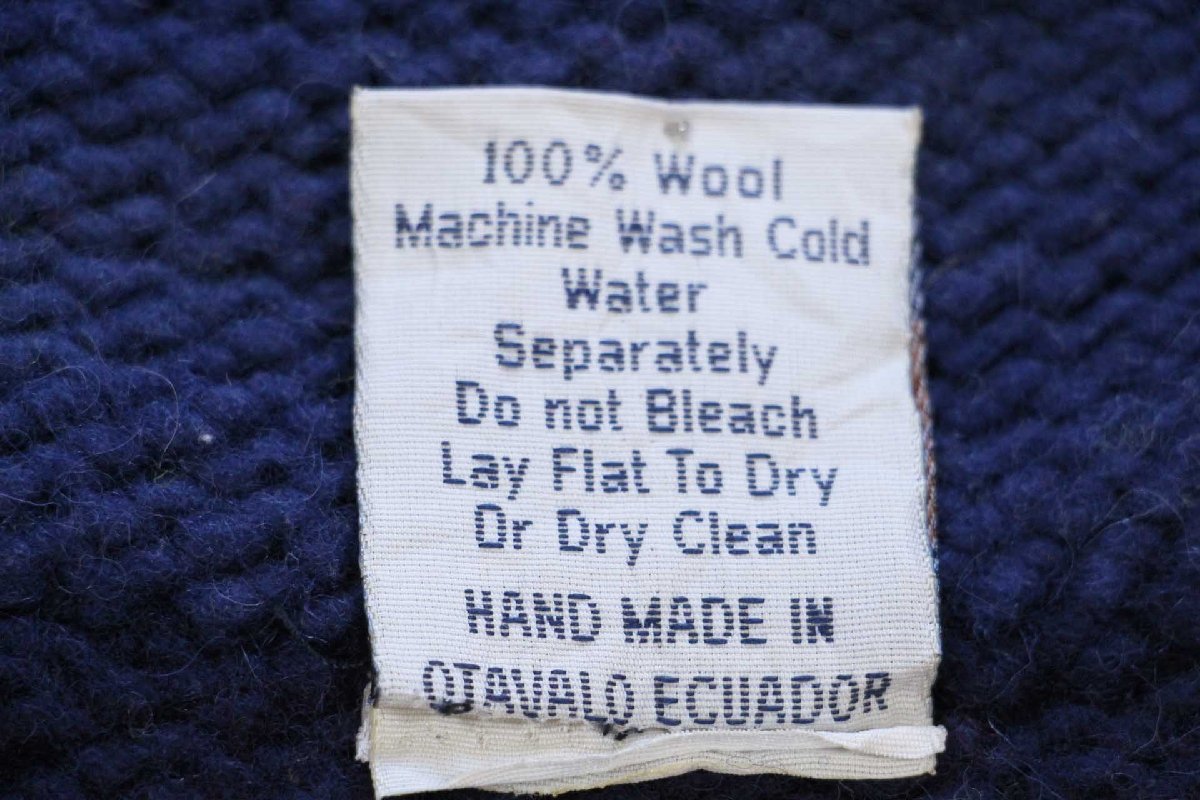 100% Wool
Machine Wash Cold
Water
Separately
Do not Bleach
Lay Flat To Dry
Or Dry Clean
HAND MADE IN
OTAVALO ECUADOR